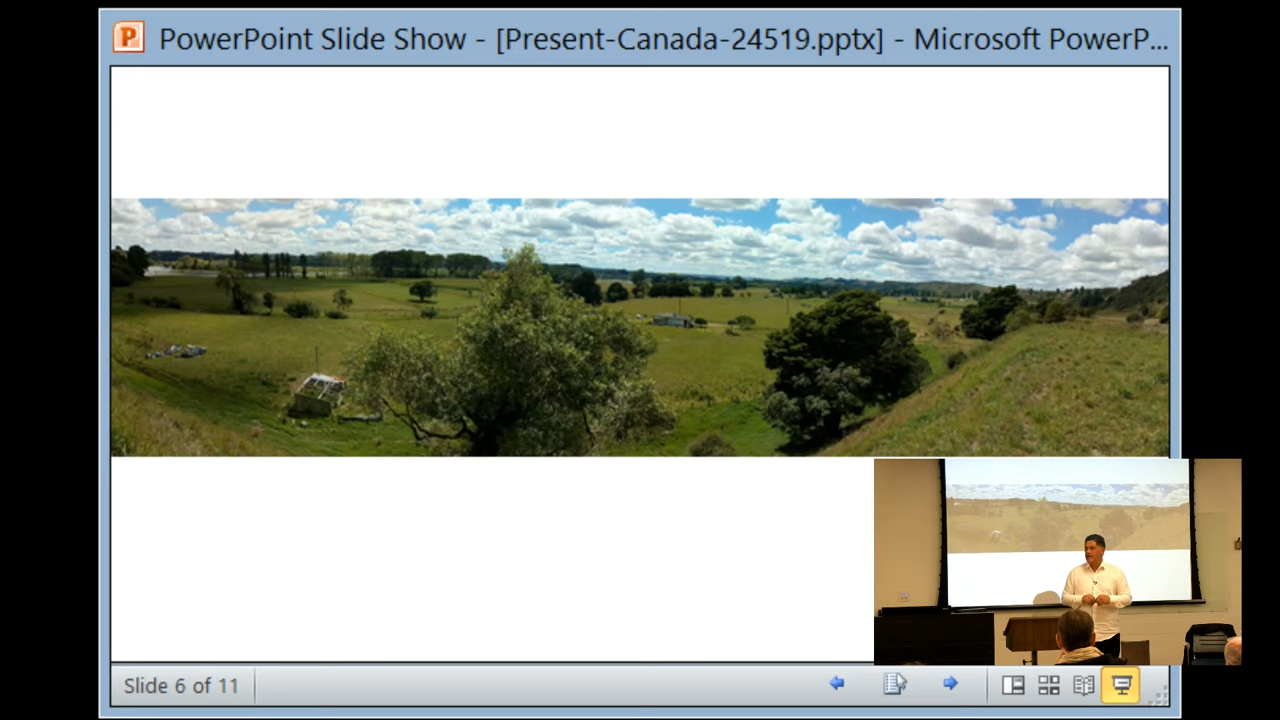 PowerPoint Slide Show - [Present-Canada-24519.pptx] - Microsoft PowerP...
Slide 6 of 11